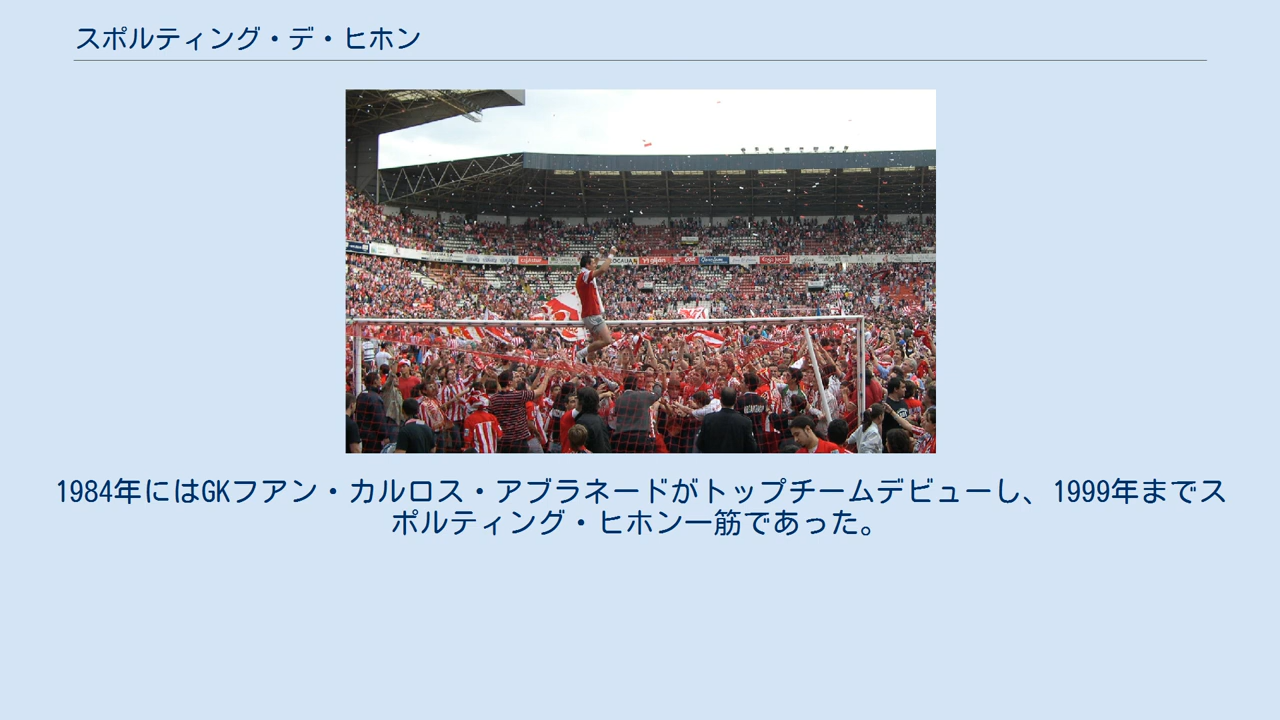 スポルティング・デ・ヒホン
1984年にはGKフアン・カルロス・アブラネードがトップチームデビューし、1999年までス
ポルティング・ヒホン一筋であった。